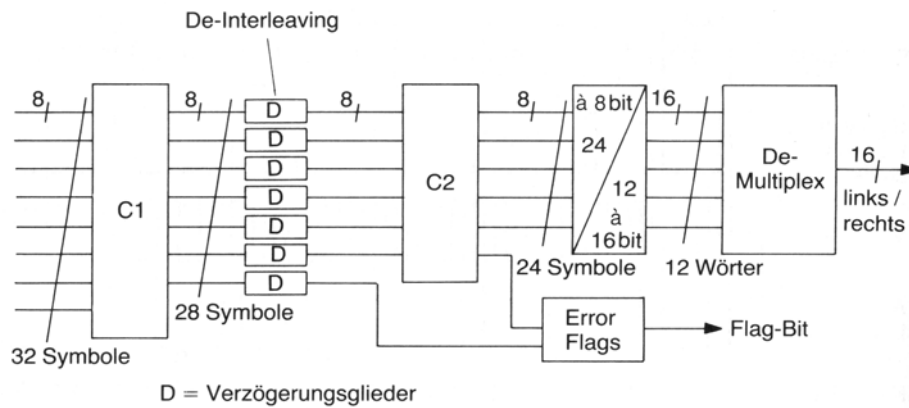 De-Interleaving
8
8
8
8
16
C1
D
D
D
D
D
D
D
C2
à 8 bit
24
12
à
16 bit
De-
Multiplex
16
links /
rechts
32 Symbole
28 Symbole
24 Symbole
12 Wörter
Error
Flags
Flag-Bit
D = Verzögerungsglieder